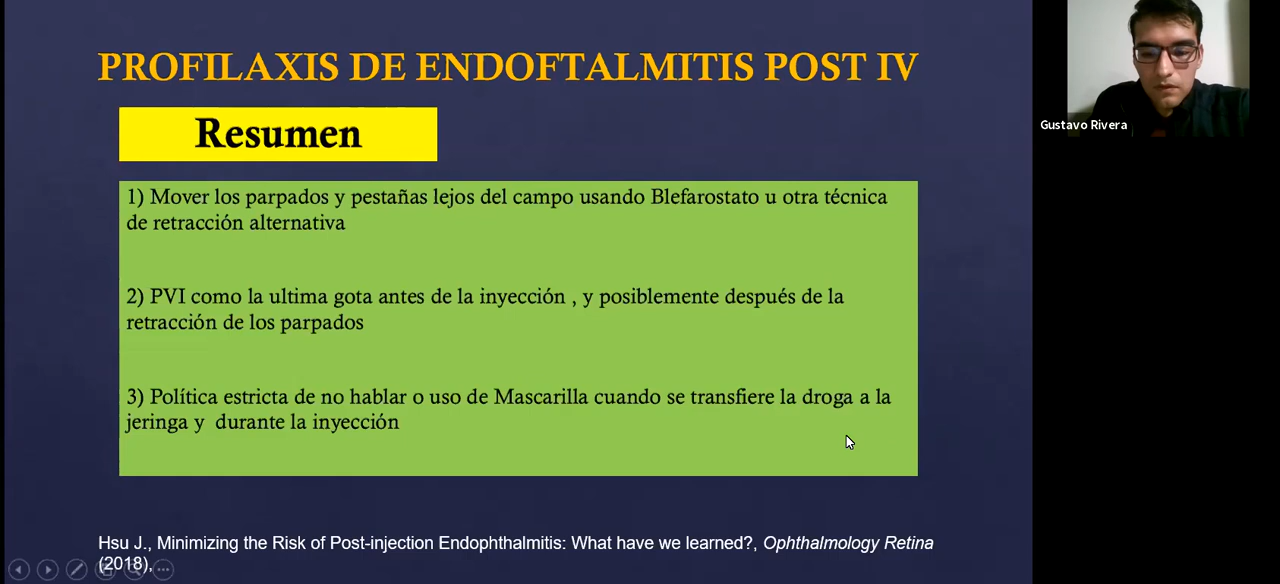 PROFILAXIS DE ENDOFTALMITIS POST IV
Resumen
1) Mover los parpados y pestañas lejos del campo usando Blefarostato u otra técnica
de retracción alternativa
2) PVI como la ultima gota antes de la inyección , y posiblemente después de la
retracción de los parpados
3) Política estricta de no hablar o uso de Mascarilla cuando se transfiere la droga a la
jeringa y  durante la inyección
Hsu J., Minimizing the Risk of Post-injection Endophthalmitis: What have we learned?, Ophthalmology Retina
(2018),
Gustavo Rivera